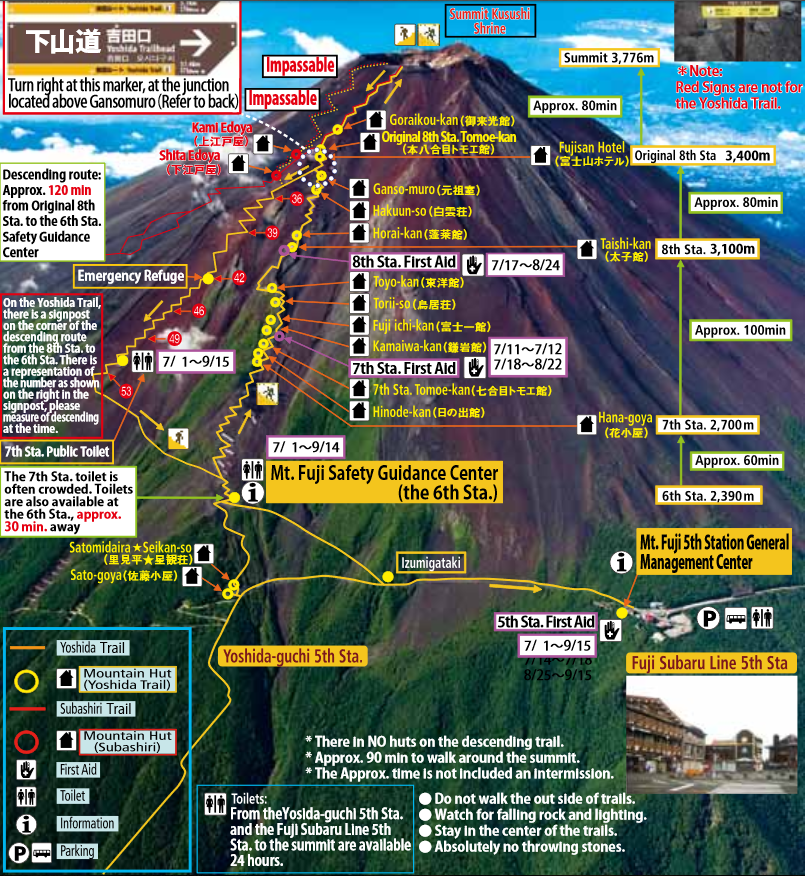 下山道 吉田口
Yoshida Trailhead
Turn right at this marker, at the junction
located above Gansomuro (Refer to back)
Summit Kusushi
Shrine
Impassable
Impassable
Summit 3,776m
*Note:
Red Signs are not for
the Yoshida Trail.
Approx. 80min
Goraikou-kan (御来光館)
Original 8th Sta. Tomoe-kan
(本八合目トモエ館)
Kami Edoya
(上江戸屋)
Shita Edoya
(下江戸屋)
Fujisan Hotel
(富士山ホテル)
Original 8th Sta 3,400m
Descending route:
Approx. 120 min
from Original 8th
Sta. to the 6th Sta.
Safety Guidance
Center
Ganso-muro (元祖室)
Hakuun-so (白雲荘)
Horai-kan (蓬莱館)
Approx. 80min
36
39
Taishi-kan
(太子館)
8th Sta. 3,100m
8th Sta. First Aid
7/17~8/24
Emergency Refuge
42
Toyo-kan (東洋館)
Torii-so (鳥居荘)
Fuji ichi-kan (富士一館)
Kamaiwa-kan (鎌岩館)
7/11~7/12
7/18~8/22
7th Sta. First Aid
Approx. 100min
On the Yoshida Trail,
there is a signpost
on the corner of the
descending route
from the 8th Sta. to
the 6th Sta. There is
a representation of
the number as shown
on the right in the
signpost, please
measure of descending
at the time.
46
49
53
7/ 1~9/15
7th Sta. Tomoe-kan (七合目トモエ館)
Hinode-kan (日の出館)
Hana-goya
(花小屋)
7th Sta. 2,700m
7th Sta. Public Toilet
7/ 1~9/14
Approx. 60min
The 7th Sta. toilet is
often crowded. Toilets
are also available at
the 6th Sta., approx.
30 min. away
Mt. Fuji Safety Guidance Center
(the 6th Sta.)
6th Sta. 2,390m
Satomidaira★Seikan-so
(里見平★星観荘)
Sato-goya (佐藤小屋)
Izumigataki
Mt. Fuji 5th Station General
Management Center
5th Sta. First Aid
7/ 1~9/15
7/14~7/18
8/25~9/15
Yoshida-guchi 5th Sta.
Fuji Subaru Line 5th Sta
Yoshida Trail
Mountain Hut
(Yoshida Trail)
Subashiri Trail
Mountain Hut
(Subashiri)
First Aid
Toilet
Information
Parking
* There in NO huts on the descending trail.
* Approx. 90 min to walk around the summit.
* The Approx. time is not included an intermission.
Toilets:
From theYosida-guchi 5th Sta.
and the Fuji Subaru Line 5th
Sta. to the summit are available
24 hours.
● Do not walk the out side of trails.
● Watch for falling rock and lighting.
● Stay in the center of the trails.
● Absolutely no throwing stones.